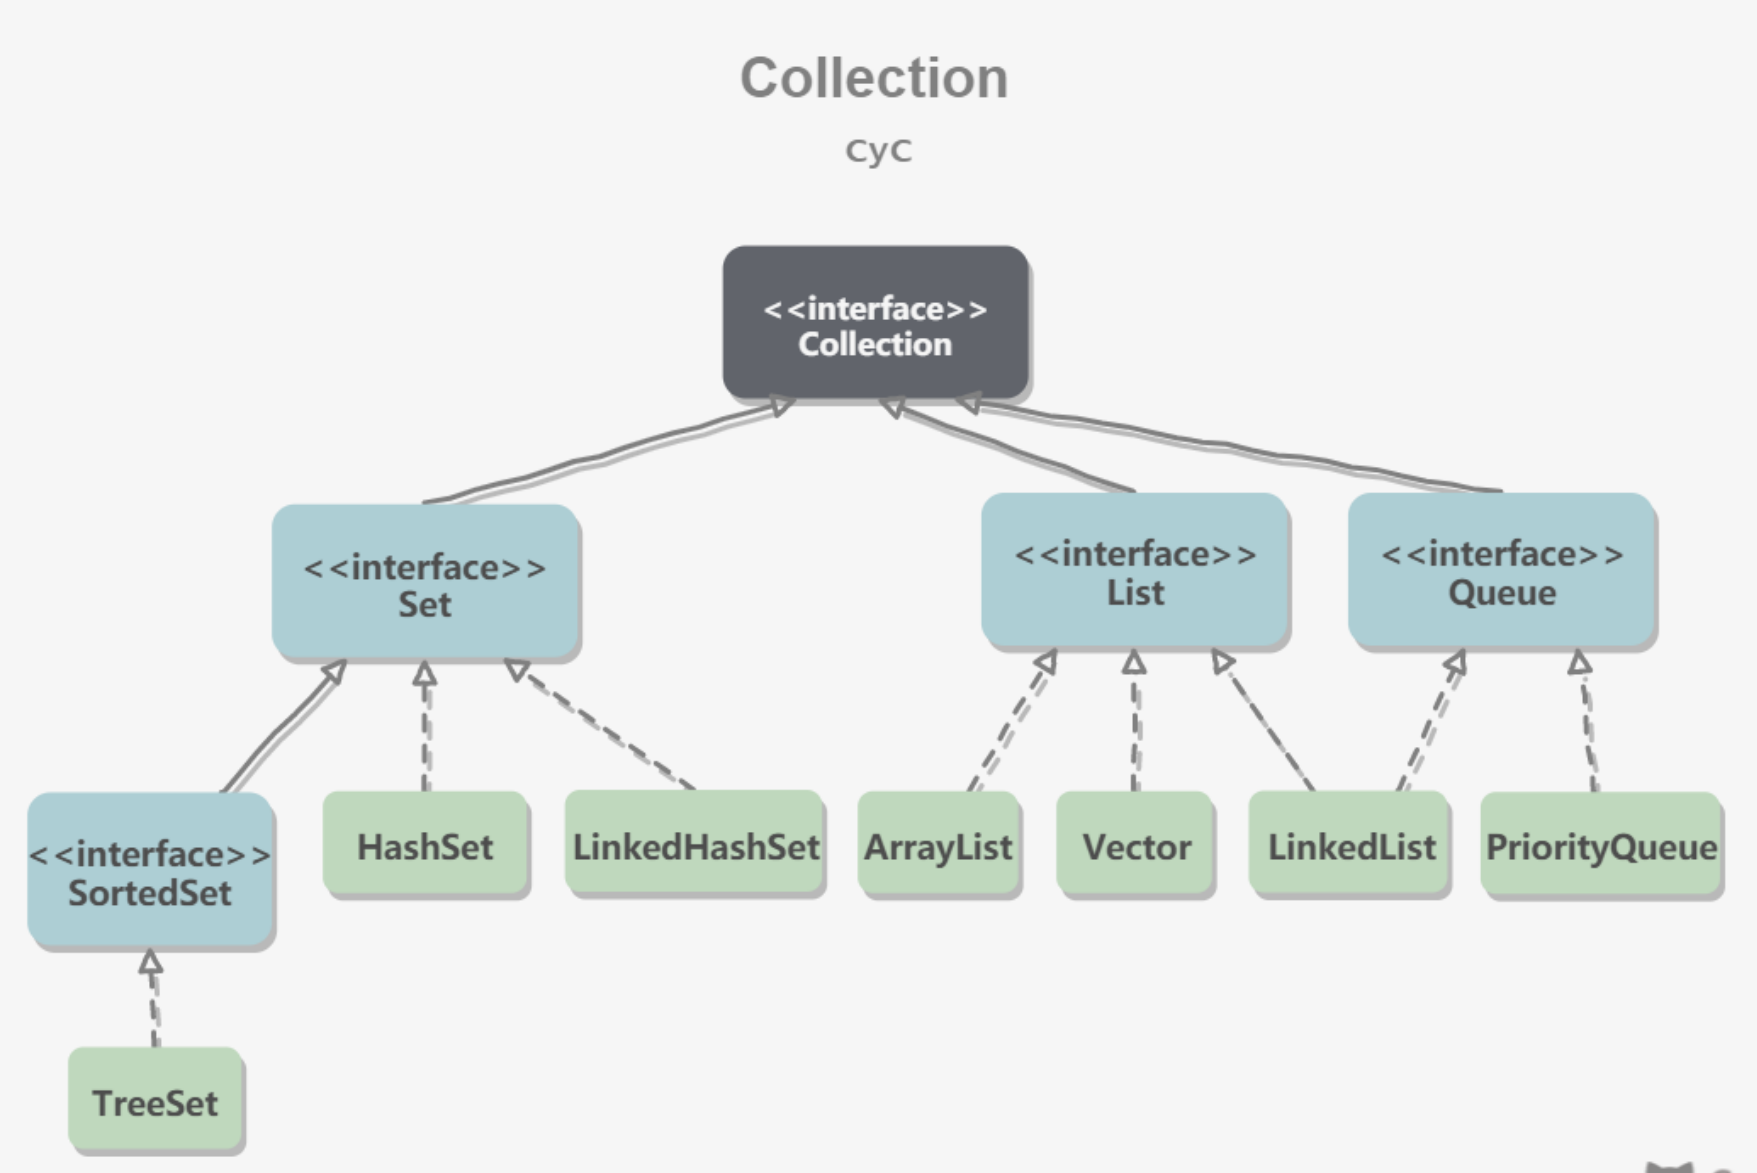 Collection
CyC
<<interface>>
Collection
<<interface>>
Set
<<interface>>
List
<<interface>>
Queue
<<interface>>
SortedSet
HashSet
LinkedHashSet
ArrayList
Vector
LinkedList
PriorityQueue
TreeSet